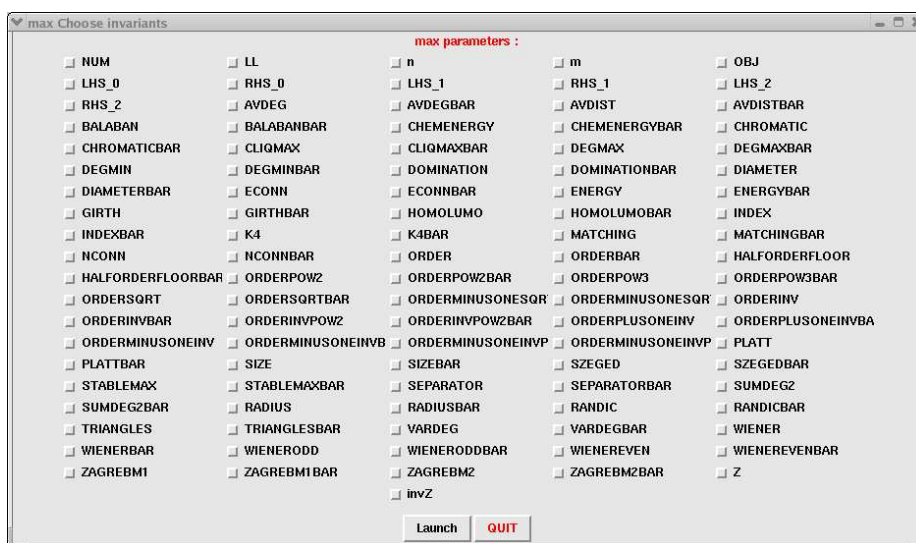 max Choose invariants
max parameters :
NUM LL n m OBJ
LHS_0 RHS_0 LHS_1 RHS_1 LHS_2
RHS_2 AVDEG AVDEGBAR AVDIST AVDISTBAR
BALABAN BALABANBAR CHEMENERGY CHEMENERGYBAR CHROMATIC
CHROMATICBAR CLIQMAX CLIQMAXBAR DEGMAX DEGMAXBAR
DEGMIN DEGMINBAR DOMINATION DOMINATIONBAR DIAMETER
DIAMETERBAR ECONN ECONNBAR ENERGY ENERGYBAR
GIRTH GIRTHBAR HOMOLUMO HOMOLUMOBAR INDEX
INDEXBAR K4 K4BAR MATCHING MATCHINGBAR
NCONN NCONNBAR ORDER ORDERBAR HALFORDERFLOOR
HALFORDERFLOORBAR ORDERPOW2 ORDERPOW2BAR ORDERPOW3 ORDERPOW3BAR
ORDERSQRT ORDERSQRTBAR ORDERMINUSONESQR ORDERMINUSONESQR ORDERINV
ORDERINVBAR ORDERINVPOW2 ORDERINVPOW2BAR ORDERPLUSONEINV ORDERPLUSONEINVBA
ORDERMINUSONEINV ORDERMINUSONEINVB ORDERMINUSONEINVP ORDERMINUSONEINVP PLATT
PLATTBAR SIZE SIZEBAR SZEGED SZEGEDBAR
STABLEMAX STABLEMAXBAR SEPARATOR SEPARATORBAR SUMDEG2
SUMDEG2BAR RADIUS RADIUSBAR RANDIC RANDICBAR
TRIANGLES TRIANGLESBAR VARDEG VARDEGBAR WIENER
WIENERBAR WIENERODD WIENERODDBAR WIENEREVEN WIENEREVENBAR
ZAGREBM1 ZAGREBM1BAR ZAGREBM2 ZAGREBM2BAR Z
invZ
Launch QUIT